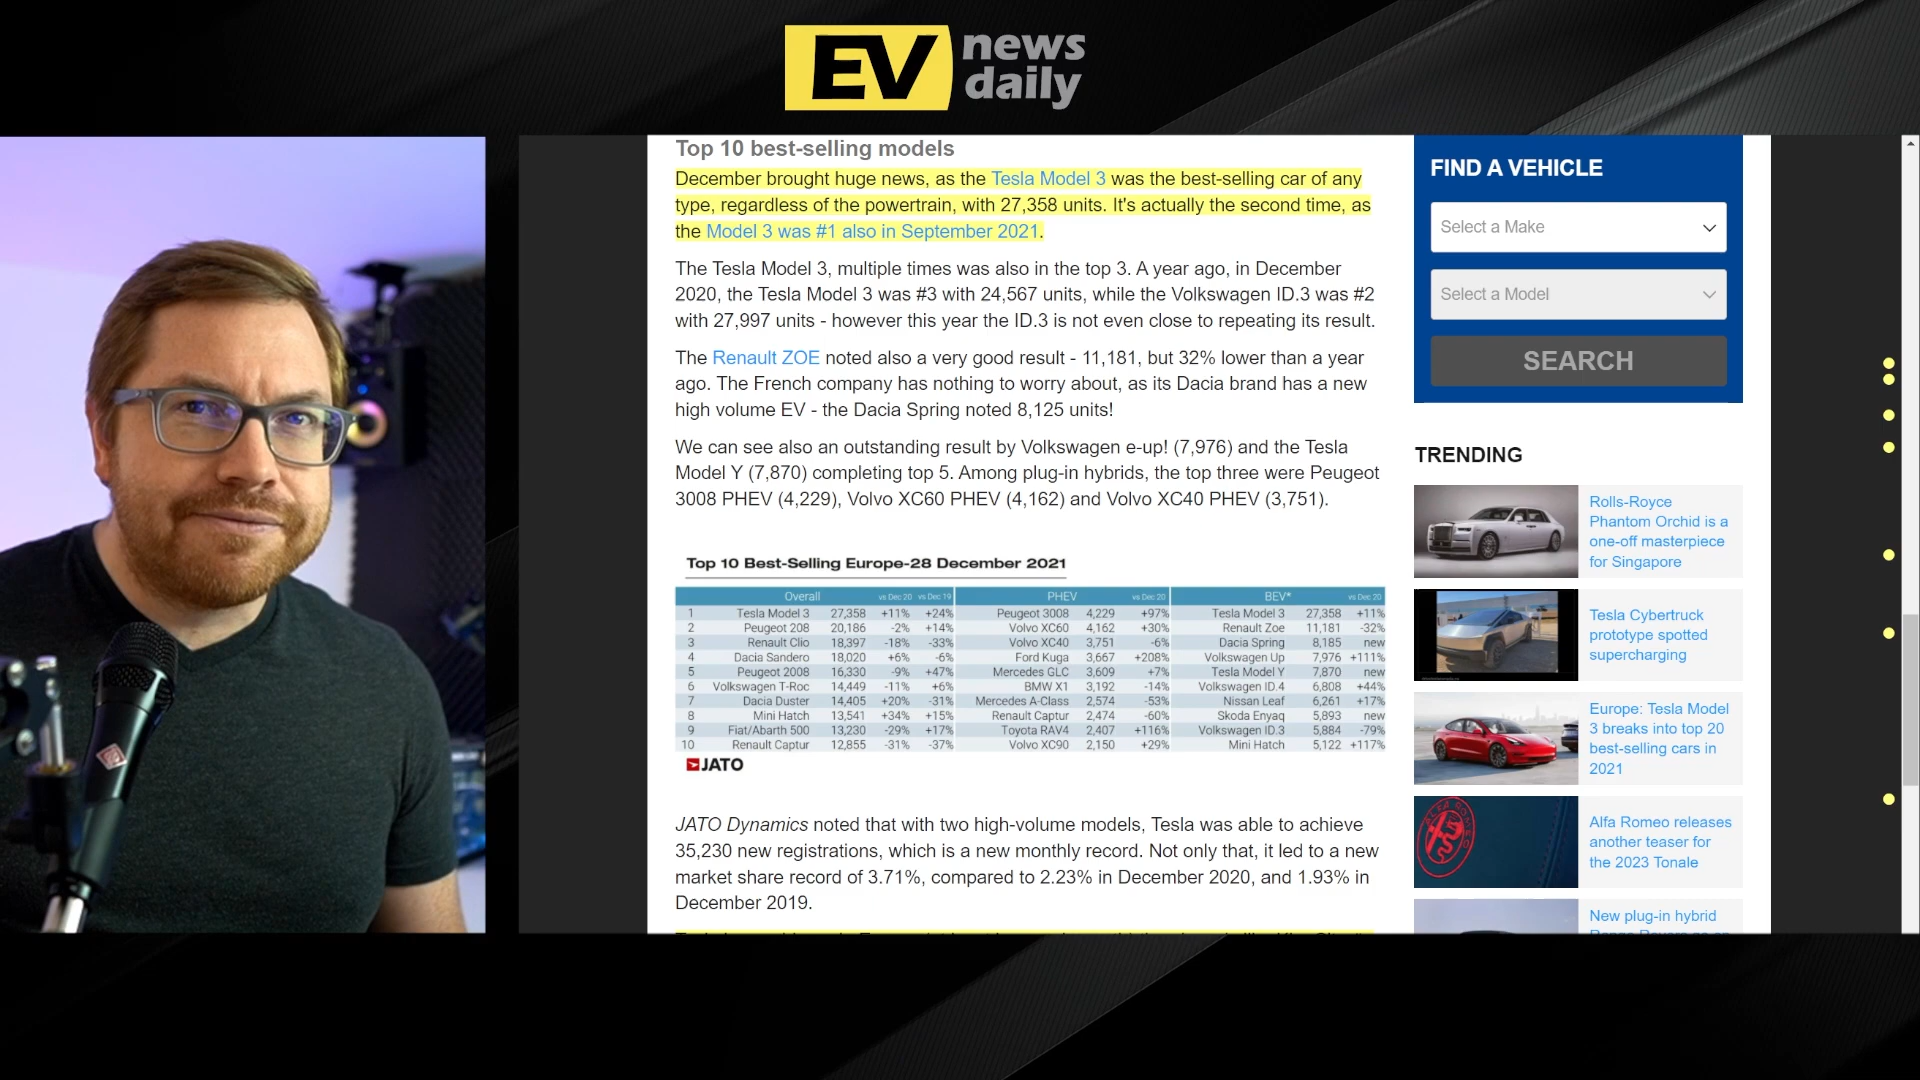 EV news
daily
Top 10 best-selling models
December brought huge news, as the Tesla Model 3 was the best-selling car of any
type, regardless of the powertrain, with 27,358 units. It's actually the second time, as
the Model 3 was #1 also in September 2021.
The Tesla Model 3, multiple times was also in the top 3. A year ago, in December
2020, the Tesla Model 3 was #3 with 24,567 units, while the Volkswagen ID.3 was #2
with 27,997 units - however this year the ID.3 is not even close to repeating its result.
The Renault ZOE noted also a very good result - 11,181, but 32% lower than a year
ago. The French company has nothing to worry about, as its Dacia brand has a new
high volume EV - the Dacia Spring noted 8,125 units!
We can see also an outstanding result by Volkswagen e-up! (7,976) and the Tesla
Model Y (7,870) completing top 5. Among plug-in hybrids, the top three were Peugeot
3008 PHEV (4,229), Volvo XC60 PHEV (4,162) and Volvo XC40 PHEV (3,751).
Top 10 Best-Selling Europe-28 December 2021
Overall vs Dec 20 vs Dec 19 PHEV vs Dec 20 BEV* vs Dec 20
1 Tesla Model 3 27,358 +11% +24% Peugeot 3008 4,229 +97% Tesla Model 3 27,358 +11%
2 Peugeot 208 20,186 -2% +14% Volvo XC60 4,162 +30% Renault Zoe 11,181 -32%
3 Renault Clio 18,397 -18% -33% Volvo XC40 3,751 -6% Dacia Spring 8,185 new
4 Dacia Sandero 18,020 +6% -6% Ford Kuga 3,667 +208% Volkswagen Up 7,976 +111%
5 Peugeot 2008 16,330 -9% +47% Mercedes GLC 3,609 +7% Tesla Model Y 7,870 new
6 Volkswagen T-Roc 14,449 -11% +6% BMW X1 3,192 -14% Volkswagen ID.4 6,808 +44%
7 Dacia Duster 14,405 +20% -31% Mercedes A-Class 2,574 -53% Nissan Leaf 6,261 +17%
8 Mini Hatch 13,541 +34% +15% Renault Captur 2,474 -60% Skoda Enyaq 5,893 new
9 Fiat/Abarth 500 13,230 -29% +17% Toyota RAV4 2,407 +116% Volkswagen ID.3 5,884 -79%
10 Renault Captur 12,855 -31% -37% Volvo XC90 2,150 +29% Mini Hatch 5,122 +117%
JATO
JATO Dynamics noted that with two high-volume models, Tesla was able to achieve
35,230 new registrations, which is a new monthly record. Not only that, it led to a new
market share record of 3.71%, compared to 2.23% in December 2020, and 1.93% in
December 2019.
FIND A VEHICLE
Select a Make
Select a Model
SEARCH
TRENDING
Rolls-Royce
Phantom Orchid is a
one-off masterpiece
for Singapore
Tesla Cybertruck
prototype spotted
supercharging
Europe: Tesla Model
3 breaks into top 20
best-selling cars in
2021
Alfa Romeo releases
another teaser for
the 2023 Tonale
New plug-in hybrid